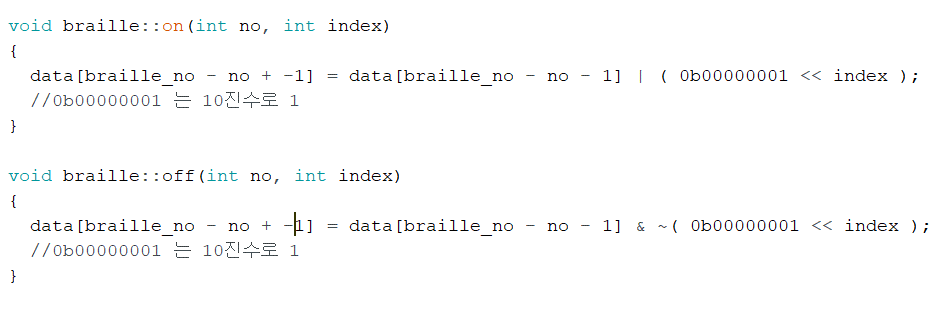 void braille::on(int no, int index)
{
  data[braille_no - no + -1] = data[braille_no - no - 1] | ( 0b00000001 << index );
  //0b00000001 는 10진수로 1
}
void braille::off(int no, int index)
{
  data[braille_no - no + -1] = data[braille_no - no - 1] & ~( 0b00000001 << index );
  //0b00000001 는 10진수로 1
}